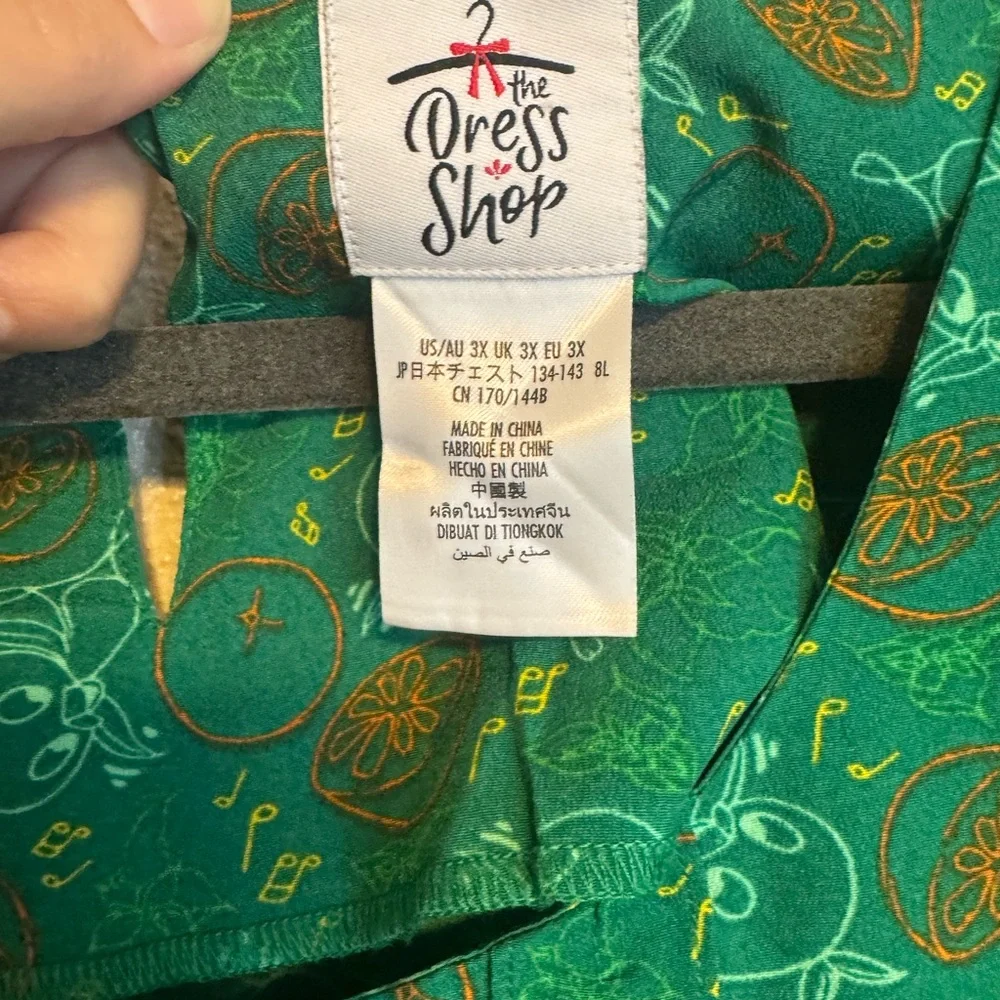 the
Dress
Shop
US/AU 3X UK 3X EU 3X
JP日本チェスト 134-143 8L
CN 170/144B
MADE IN CHINA
FABRIQUÉ EN CHINE
HECHO EN CHINA
中國製
ผลิตในประเทศจีน
DIBUAT DI TIONGKOK
صنع في الصين